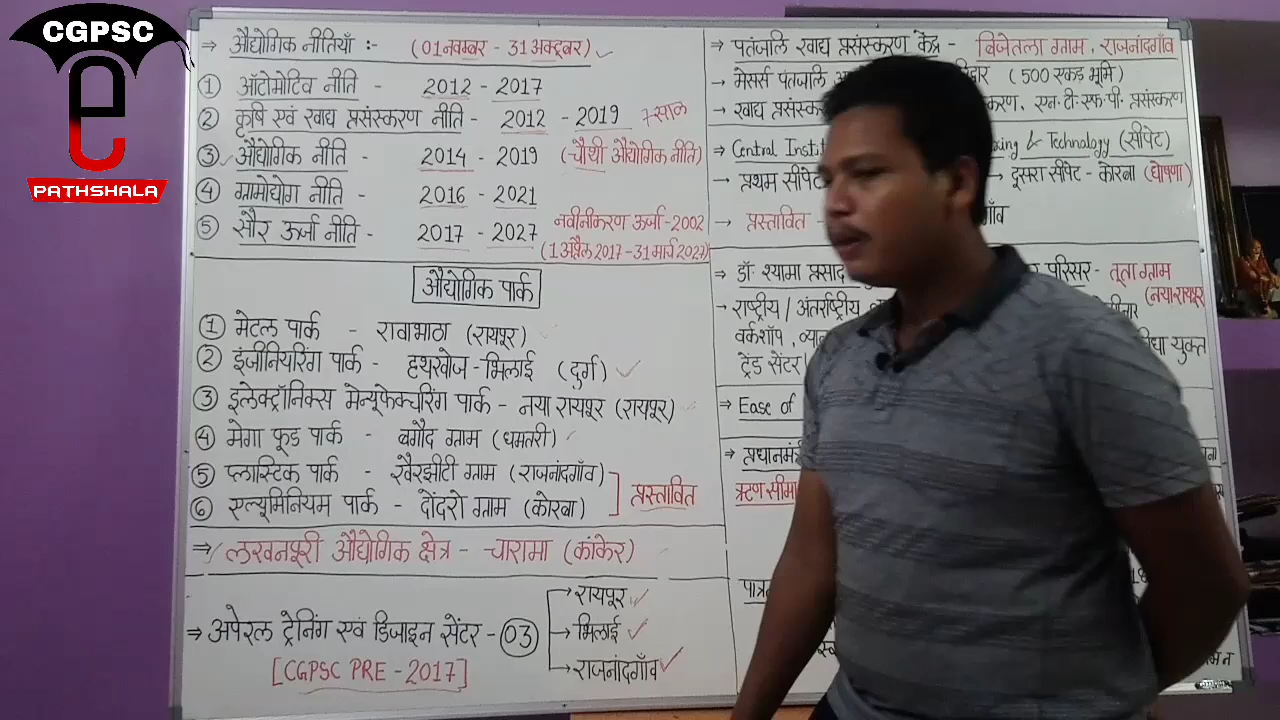 CGPSC
e
PATHSHALA
→ औद्योगिक नीतियाँ :- (01 नवम्बर - 31 अक्टूबर)
① ऑटोमोटिव नीति - 2012 - 2017
② कृषि एवं खाद्य प्रसंस्करण नीति - 2012 - 2019 7 साल
③ औद्योगिक नीति - 2014 - 2019 (चौथी औद्योगिक नीति)
④ ग्रामोद्योग नीति - 2016 - 2021
⑤ सौर ऊर्जा नीति - 2017 - 2027 नवीनीकरण ऊर्जा - 2002
(1 अप्रैल 2017 - 31 मार्च 2027)
औद्योगिक पार्क
① मेटल पार्क - रावाभाठा (रायपूर)
② इंजीनियरिंग पार्क - हथखोज - भिलाई (दुर्ग)
③ इलेक्ट्रॉनिक्स मेन्यूफेक्चरिंग पार्क - नया रायपूर (रायपूर)
④ मेगा फूड पार्क - बगौद ग्राम (धमतरी)
⑤ प्लास्टिक पार्क - खैरझीटी ग्राम (राजनांदगाँव)
⑥ एल्यूमिनियम पार्क - दोंदरो ग्राम (कोरबा)
प्रस्तावित
⇒ लखनपूरी औद्योगिक क्षेत्र - चारामा (कांकेर)
⇒ अपेरल ट्रेनिंग एवं डिजाइन सेंटर - 03
→ रायपूर
→ भिलाई
→ राजनांदगाँव
[CGPSC PRE - 2017]
→ पतंजलि खाद्य प्रसंस्करण केंद्र - विजेतला ग्राम, राजनांदगाँव
→ मेसर्स पतंजलि (500 एकड भूमि)
→ खाद्य प्रसंस्करण, एन.टी.एफ.पी. प्रसंस्करण
→ Central & Technology (सीपेट)
→ प्रथम सीपेट → दूसरा सीपेट - कोरबा (घोषणा)
→ प्रस्तावित -
→ डॉ. श्यामा प्रसाद परिसर - तूता ग्राम
(नया रायपूर)
→ राष्ट्रीय / अंतर्राष्ट्रीय
वर्कशॉप, युक्त
ट्रेंड सेंटर
→ Ease of
→ प्रधानमंत्री
ऋण सीमा